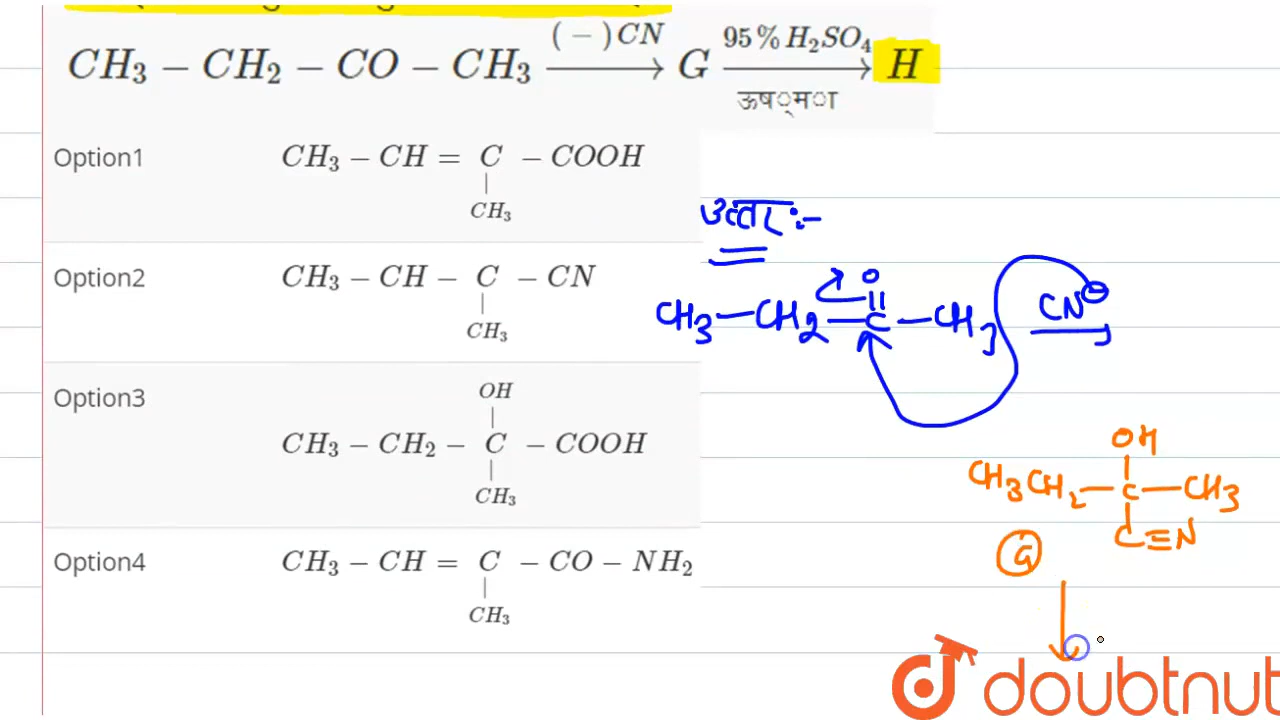 CH₃ − CH₂ − CO − CH₃ (−)CN → G 95% H₂SO₄ → ऊष्मा H
Option1 CH₃ − CH = C − COOH
|
CH₃
Option2 CH₃ − CH − C − CN
|
CH₃
Option3 OH
|
CH₃ − CH₂ − C − COOH
|
CH₃
Option4 CH₃ − CH = C − CO − NH₂
|
CH₃
उत्तर:-
O
CH₃—CH₂—C—CH₃ CN⊖
OH
CH₃CH₂—C—CH₃
C≡N
G
doubtnut